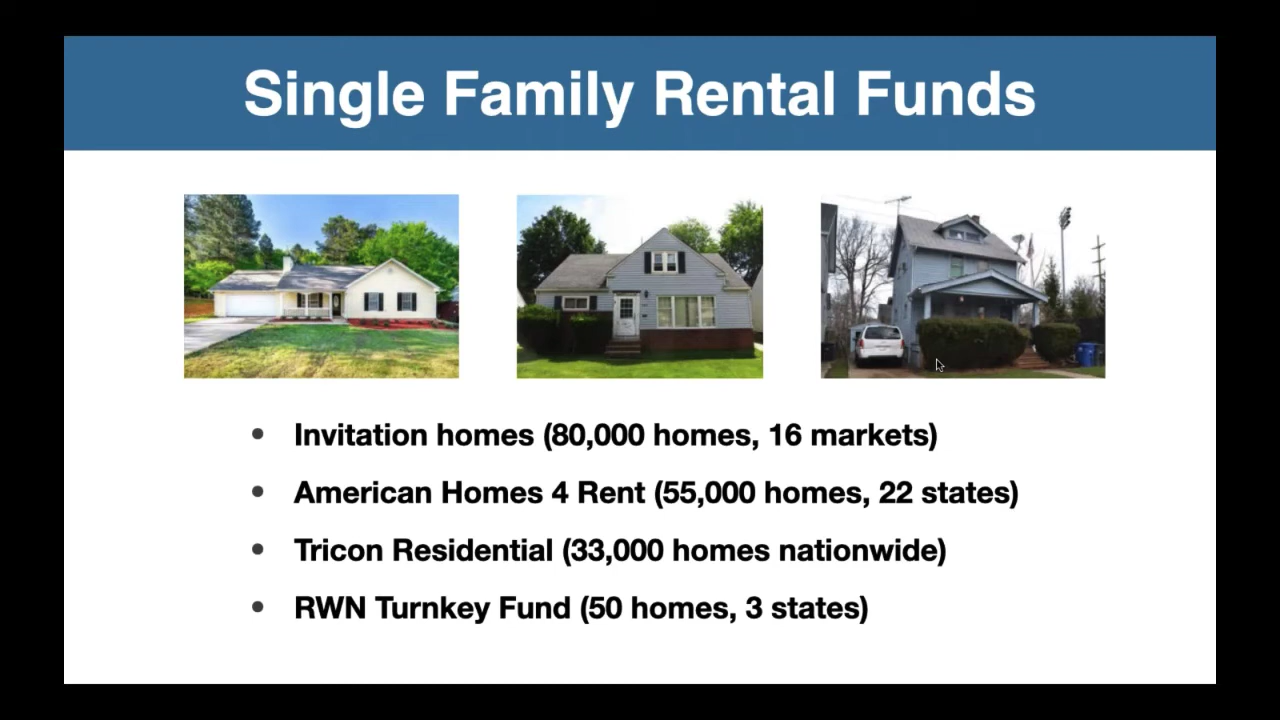 Single Family Rental Funds
• Invitation homes (80,000 homes, 16 markets)
• American Homes 4 Rent (55,000 homes, 22 states)
• Tricon Residential (33,000 homes nationwide)
• RWN Turnkey Fund (50 homes, 3 states)